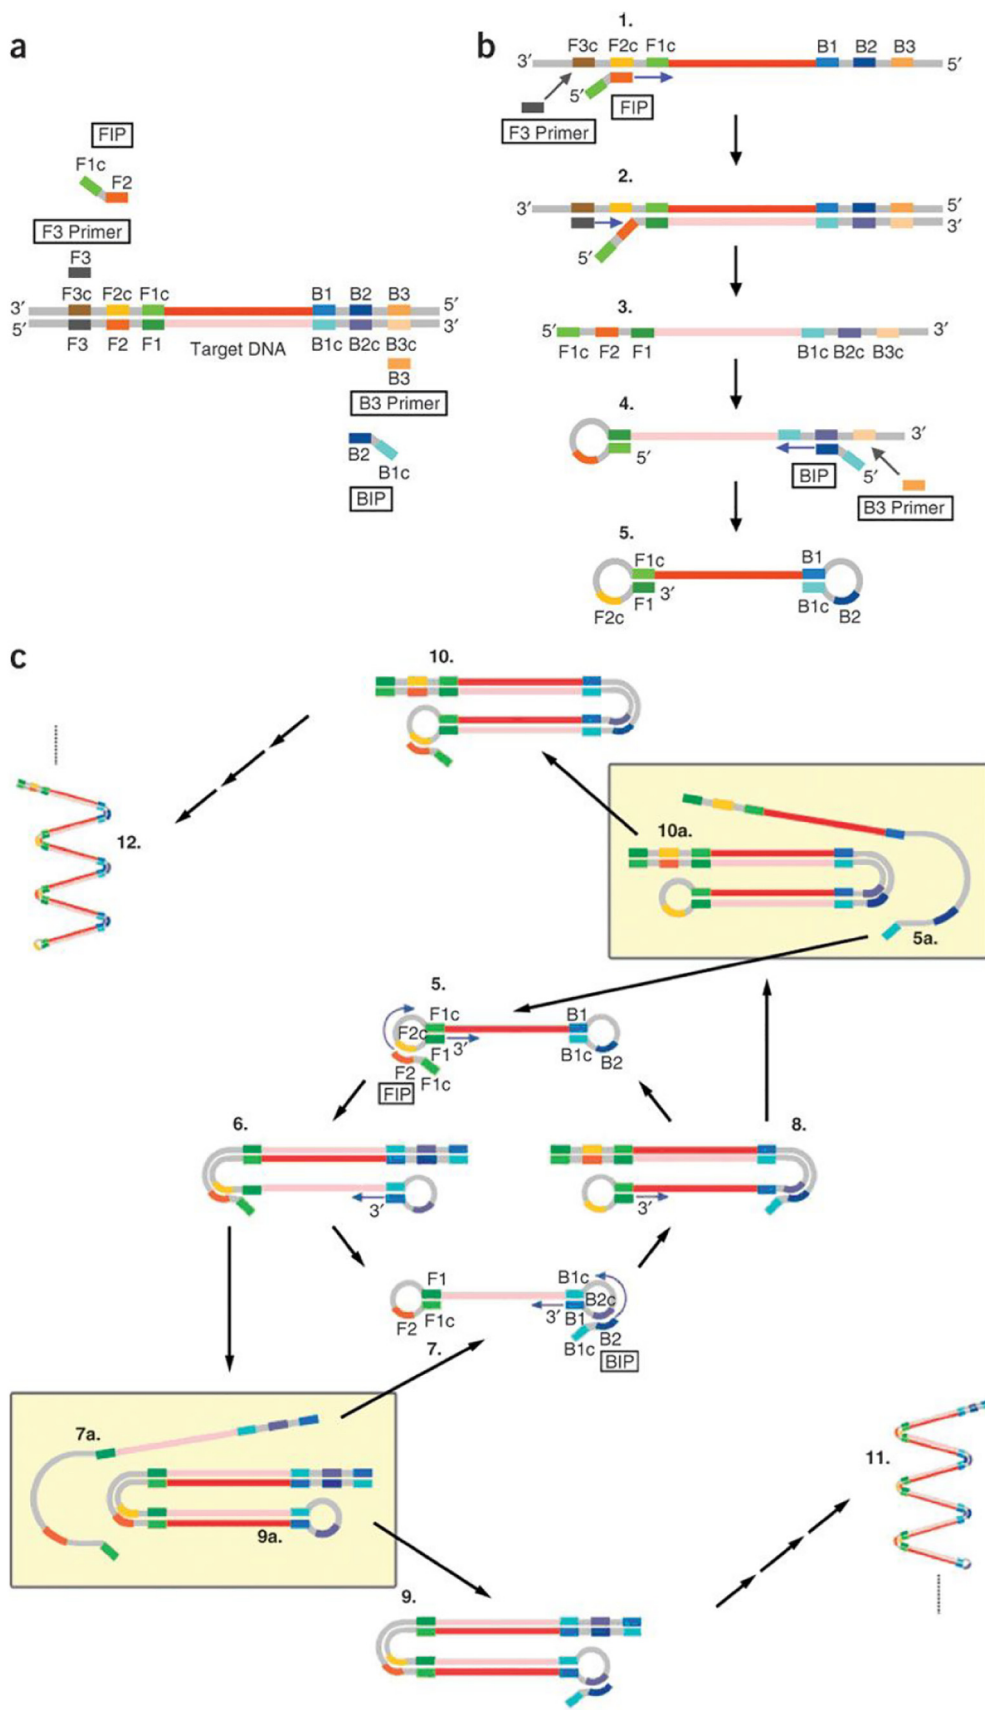 a
FIP
F1c
F2
F3 Primer
F3
F3c F2c F1c B1 B2 B3
3′ 5′
5′ 3′
F3 F2 F1 Target DNA B1c B2c B3c
B3
B3 Primer
B2
B1c
BIP
b
1.
F3c F2c F1c B1 B2 B3
3′ 5′
5′
FIP
F3 Primer
2.
3′ 5′
3′
5′
3.
5′ 3′
F1c F2 F1 B1c B2c B3c
4.
3′
5′
BIP 5′
B3 Primer
5.
F1c B1
3′
F2c F1 B1c B2
c
10.
10a.
12.
5a.
5.
F1c B1
F2c
F1 3′ B1c B2
F2 F1c
FIP
6. 8.
3′ 3′
F1 B1c
B2c
F2 F1c 3′ B1
7. B1c B2
BIP
7a.
11.
9a.
9.